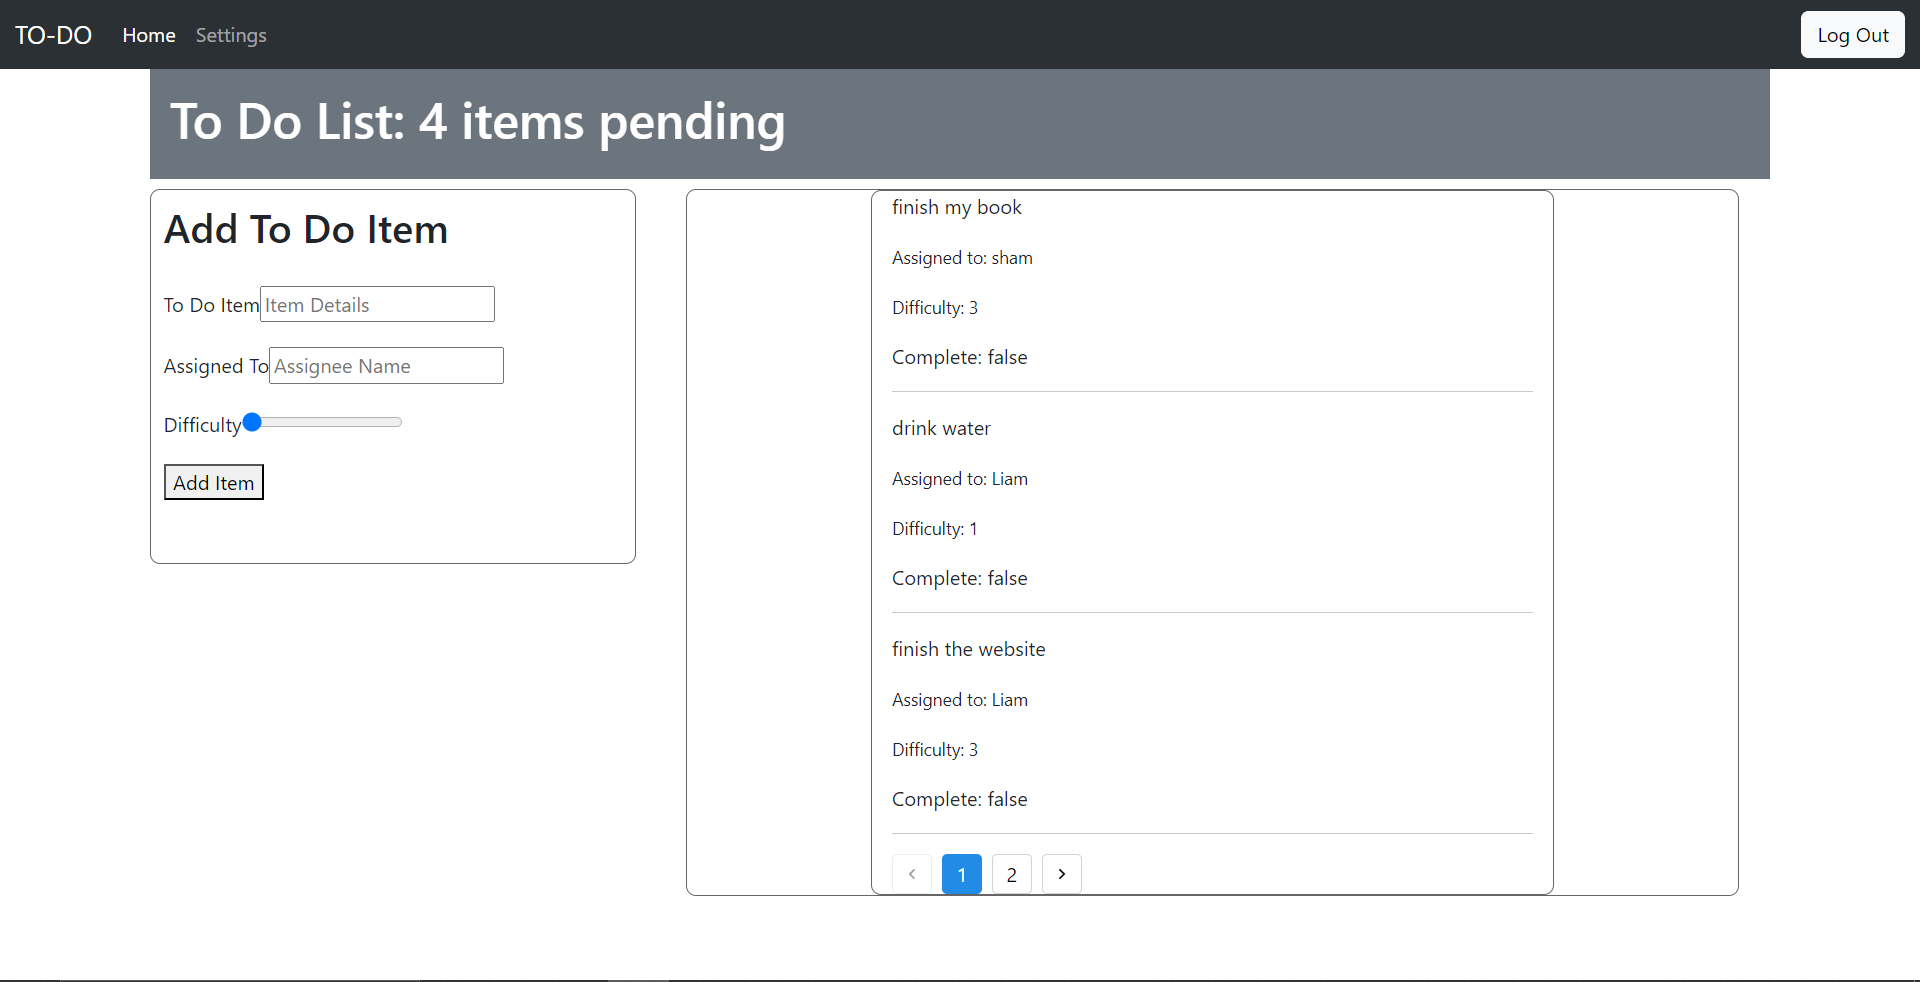 TO-DO Home Settings Log Out
To Do List: 4 items pending
Add To Do Item
To Do Item Item Details
Assigned To Assignee Name
Difficulty
Add Item
finish my book
Assigned to: sham
Difficulty: 3
Complete: false
drink water
Assigned to: Liam
Difficulty: 1
Complete: false
finish the website
Assigned to: Liam
Difficulty: 3
Complete: false
1 2